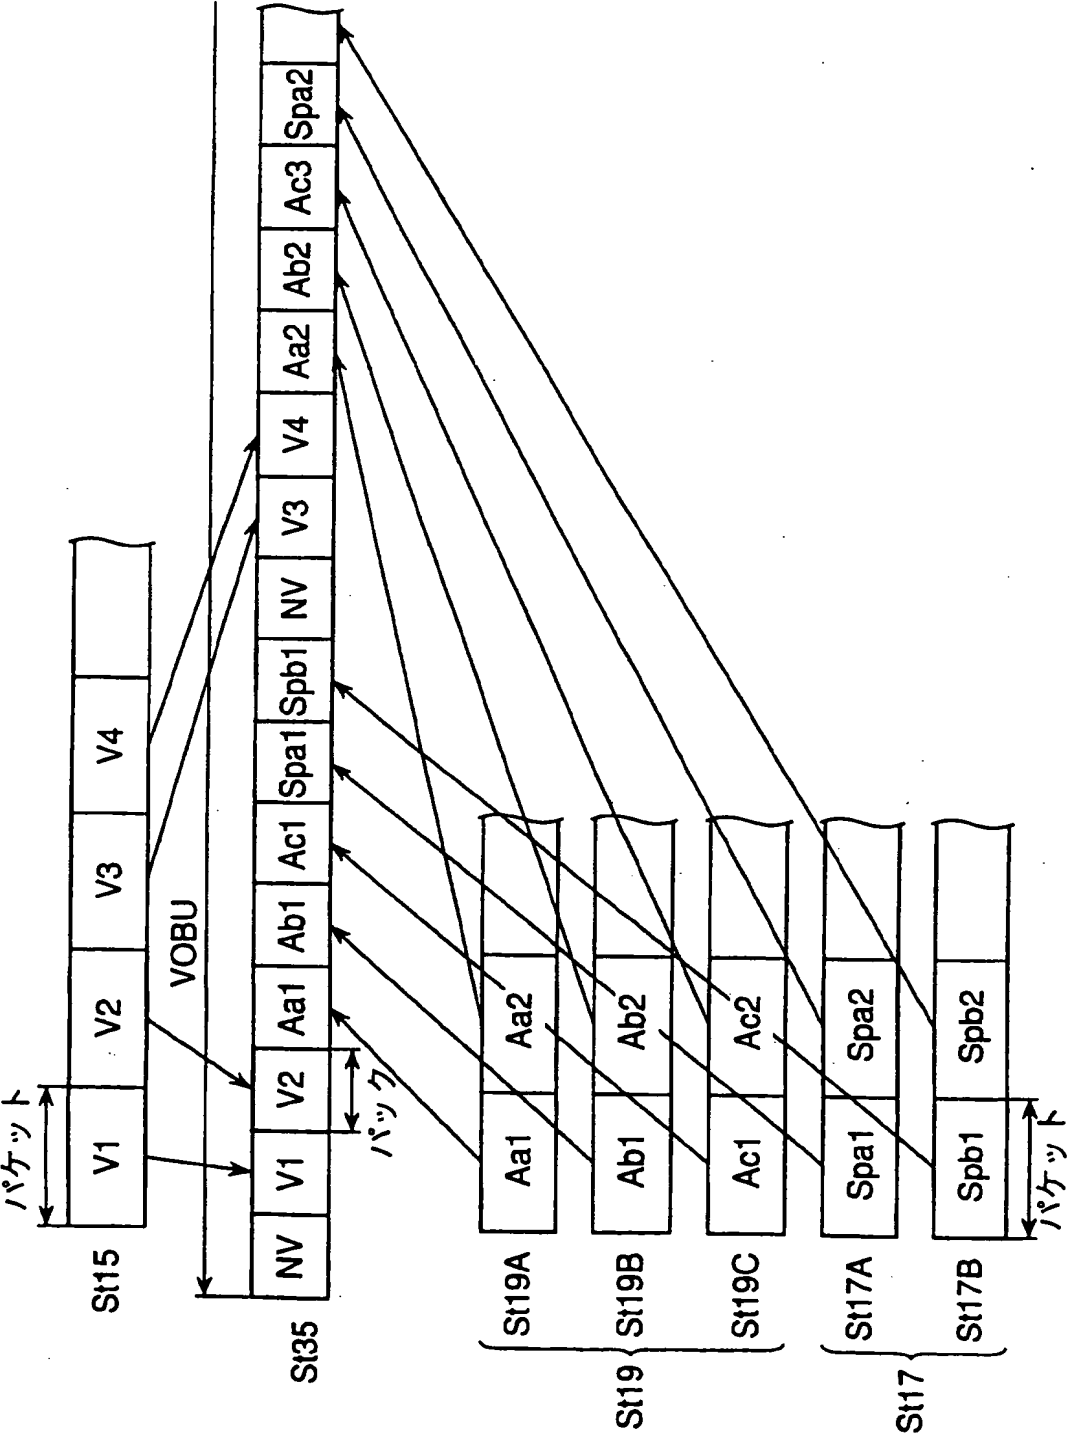 パケット
St15 V1 V2 V3 V4
VOBU
St35 NV V1 V2 Aa1 Ab1 Ac1 Spa1 Spb1 NV V3 V4 Aa2 Ab2 Ac3 Spa2
パック
St19
St19A Aa1 Aa2
St19B Ab1 Ab2
St19C Ac1 Ac2
St17
St17A Spa1 Spa2
St17B Spb1 Spb2
パケット